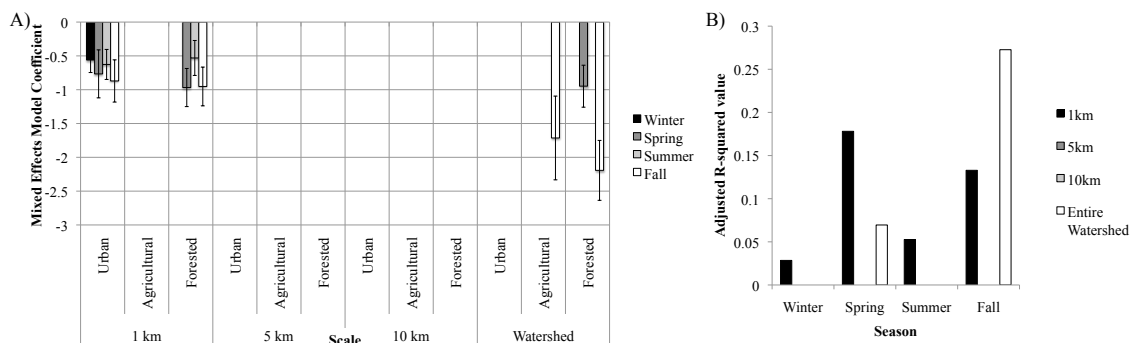 A)
Mixed Effects Model Coefficient
0
-0.5
-1
-1.5
-2
-2.5
-3
Urban
Agricultural
Forested
Urban
Agricultural
Forested
Urban
Agricultural
Forested
Urban
Agricultural
Forested
1 km
5 km
10 km
Watershed
Scale
Winter
Spring
Summer
Fall
B)
Adjusted R-squared value
0.3
0.25
0.2
0.15
0.1
0.05
0
Winter
Spring
Summer
Fall
Season
1km
5km
10km
Entire
Watershed